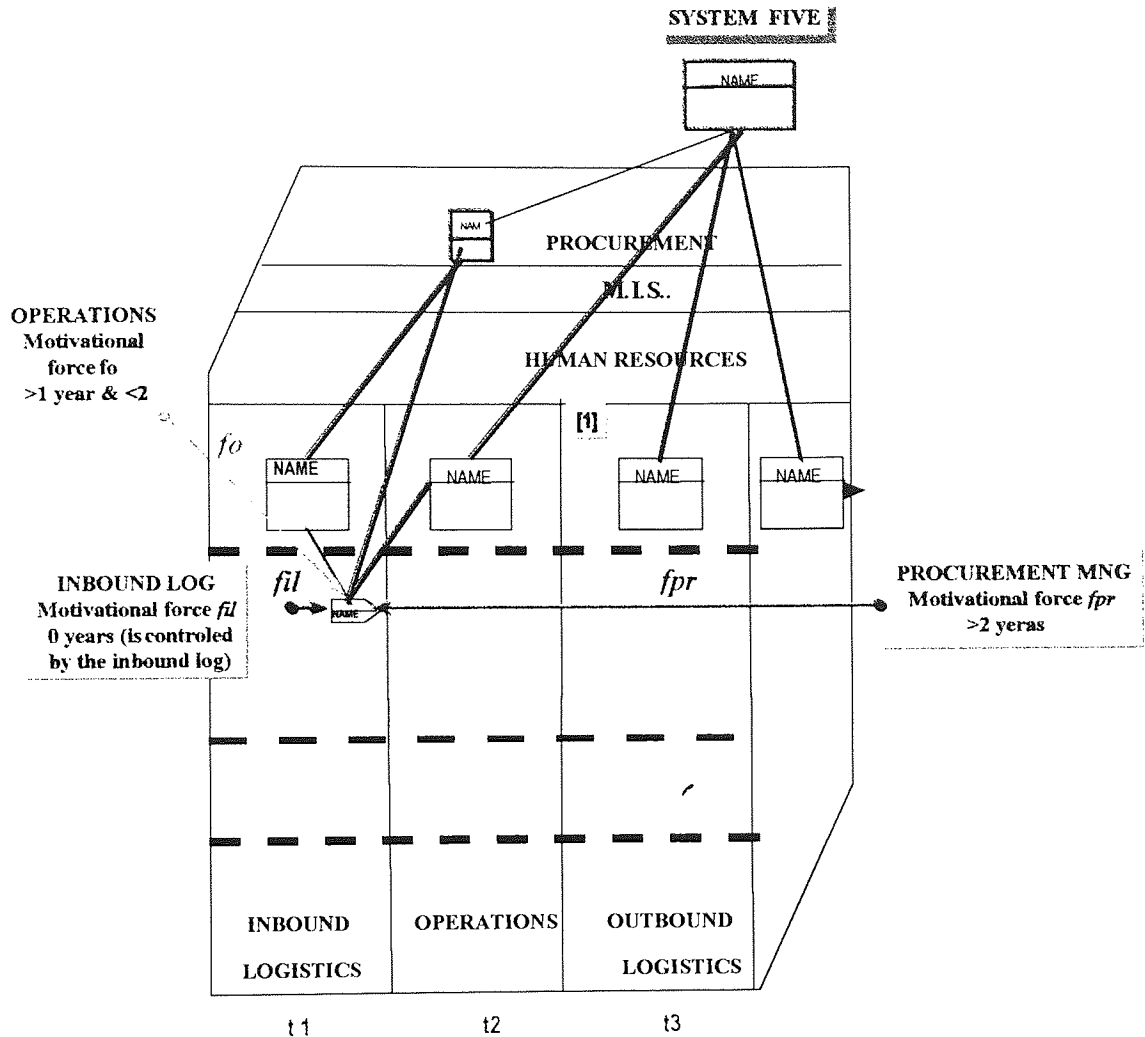 SYSTEM FIVE
NAME
NAM
PROCUREMENT
M.I.S..
HUMAN RESOURCES
OPERATIONS
Motivational
force fo
>1 year & <2
fo
[1]
NAME
NAME
NAME
NAME
INBOUND LOG
Motivational force fil
0 years (is controled
by the inbound log)
fil
NAME
fpr
PROCUREMENT MNG
Motivational force fpr
>2 yeras
INBOUND
LOGISTICS
OPERATIONS
OUTBOUND
LOGISTICS
t 1
t2
t3